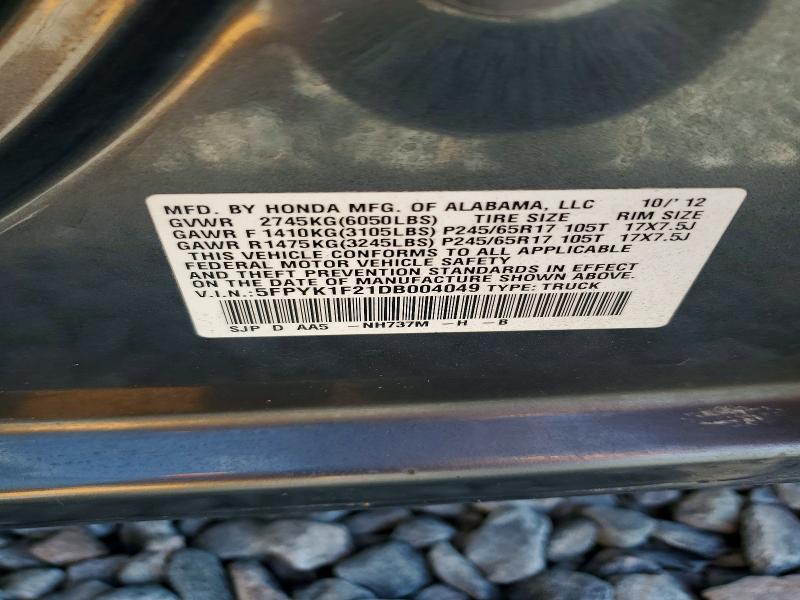 MFD. BY HONDA MFG. OF ALABAMA, LLC 10/'12
GVWR 2745KG(6050LBS) TIRE SIZE RIM SIZE
GAWR F 1410KG(3105LBS) P245/65R17 105T 17X7.5J
GAWR R1475KG(3245LBS) P245/65R17 105T 17X7.5J
THIS VEHICLE CONFORMS TO ALL APPLICABLE
FEDERAL MOTOR VEHICLE SAFETY
AND THEFT PREVENTION STANDARDS IN EFFECT
ON THE DATE OF MANUFACTURE SHOWN ABOVE.
V.I.N.:5FPYK1F21DB004049 TYPE:TRUCK
SJP D AA5 -NH737M -H -B